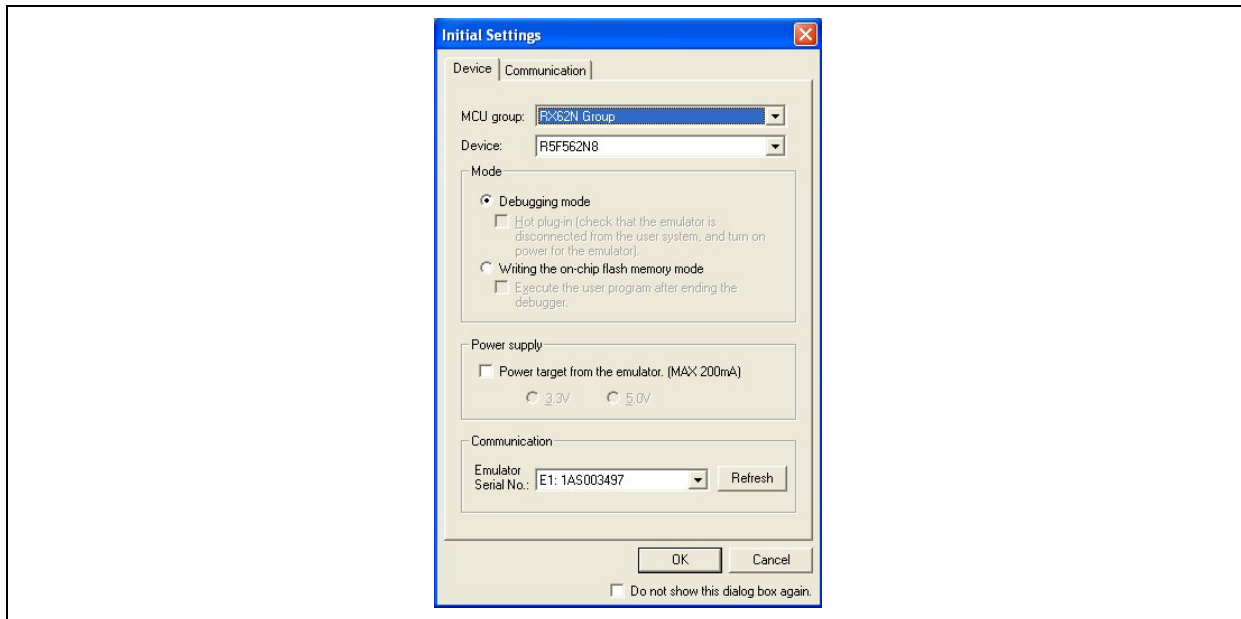 Initial Settings
Device
Communication
MCU group:
RX62N Group
Device:
R5F562N8
Mode
Debugging mode
Hot plug-in (check that the emulator is
disconnected from the user system, and turn on
power for the emulator).
Writing the on-chip flash memory mode
Execute the user program after ending the
debugger.
Power supply
Power target from the emulator. (MAX 200mA)
3.3V
5.0V
Communication
Emulator
Serial No.:
E1: 1AS003497
Refresh
OK
Cancel
Do not show this dialog box again.